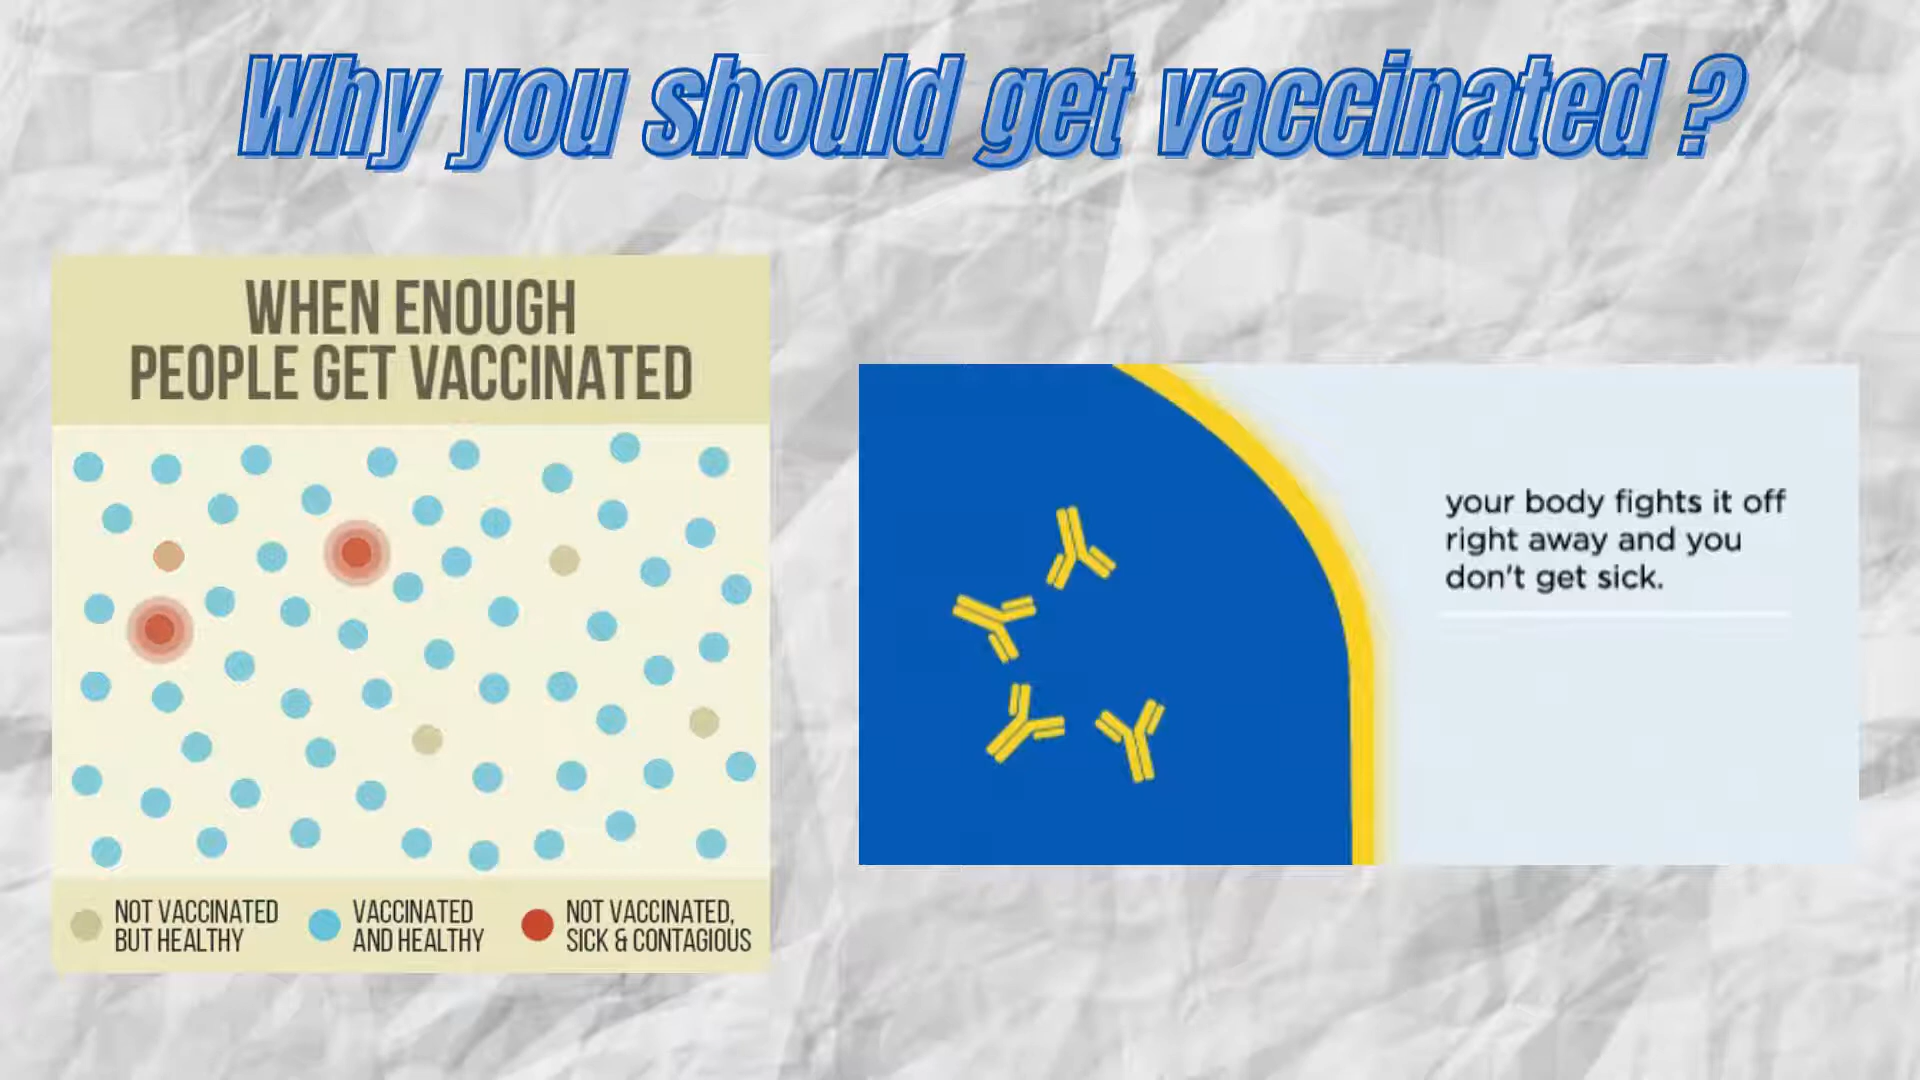 Why you should get vaccinated ?
WHEN ENOUGH
PEOPLE GET VACCINATED
NOT VACCINATED
BUT HEALTHY
VACCINATED
AND HEALTHY
NOT VACCINATED,
SICK & CONTAGIOUS
your body fights it off
right away and you
don't get sick.